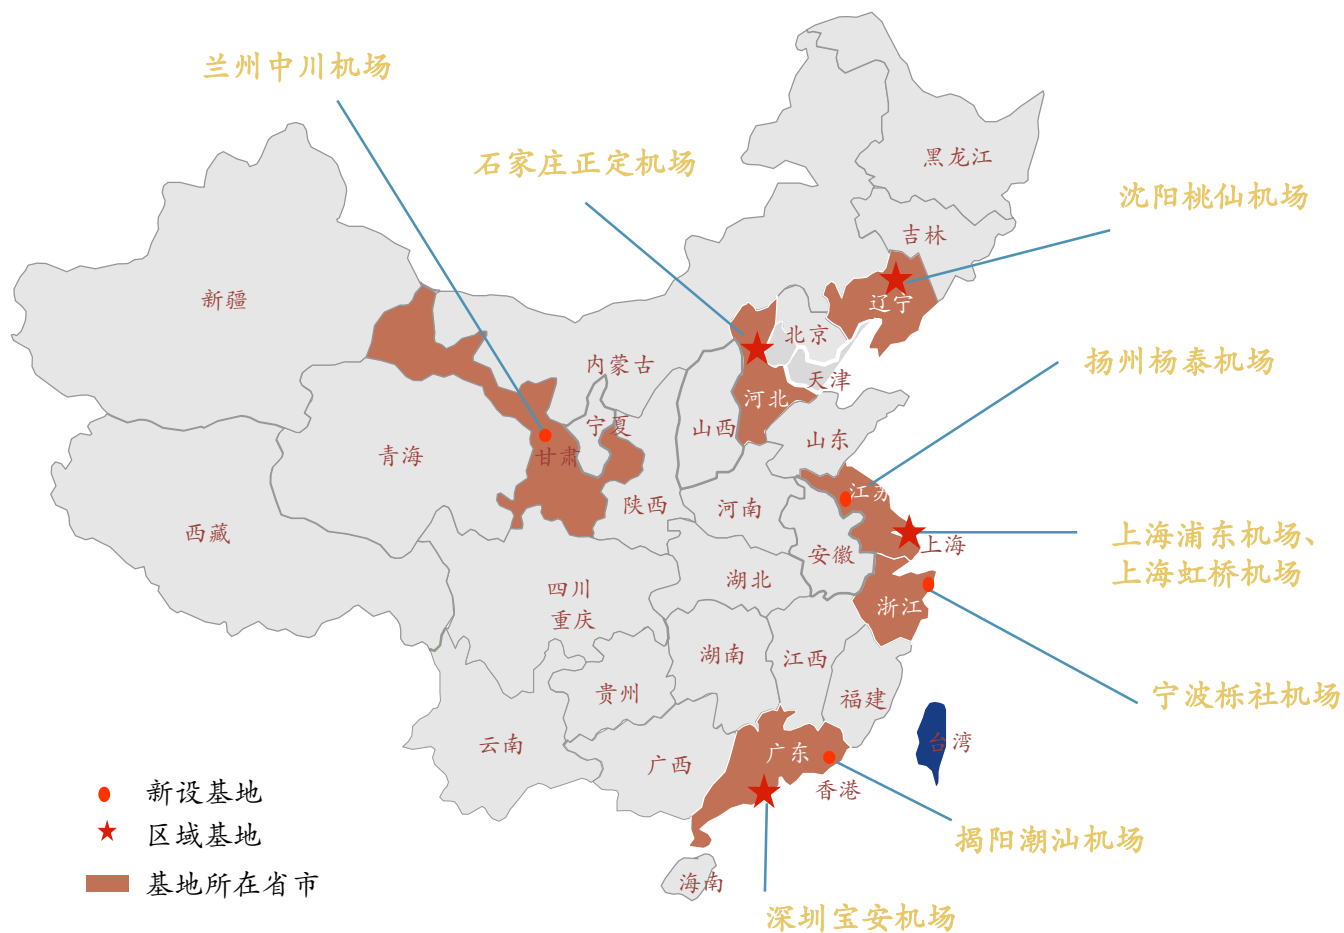 兰州中川机场
石家庄正定机场
黑龙江
沈阳桃仙机场
吉林
新疆
辽宁
北京
内蒙古
天津
扬州杨泰机场
河北
宁夏
山西
山东
青海
甘肃
江苏
陕西
河南
西藏
上海
上海浦东机场、
上海虹桥机场
安徽
湖北
四川
重庆
浙江
湖南
江西
贵州
福建
宁波栎社机场
云南
广西
广东
台湾
香港
新设基地
区域基地
揭阳潮汕机场
基地所在省市
海南
深圳宝安机场